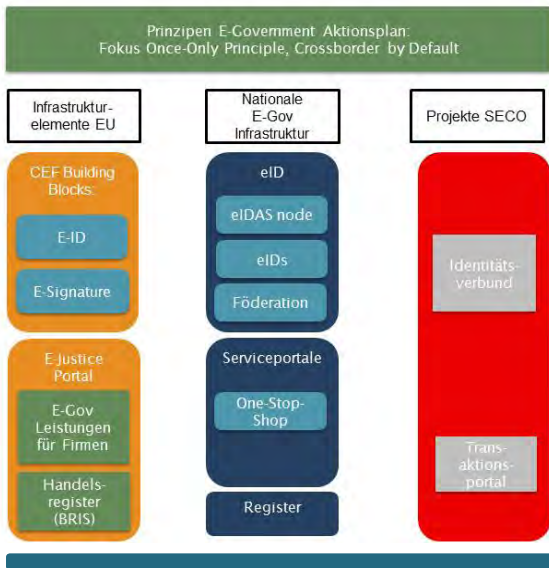 Prinzipen E-Government Aktionsplan:
Fokus Once-Only Principle, Crossborder by Default
Infrastruktur-
elemente EU
Nationale
E-Gov
Infrastruktur
Projekte SECO
CEF Building
Blocks:
E-ID
E-Signature
eID
eIDAS node
eIDs
Föderation
Identitäts-
verbund
E-Justice
Portal
E-Gov
Leistungen
für Firmen
Handels-
register
(BRIS)
Serviceportale
One-Stop-
Shop
Register
Trans-
aktions-
portal